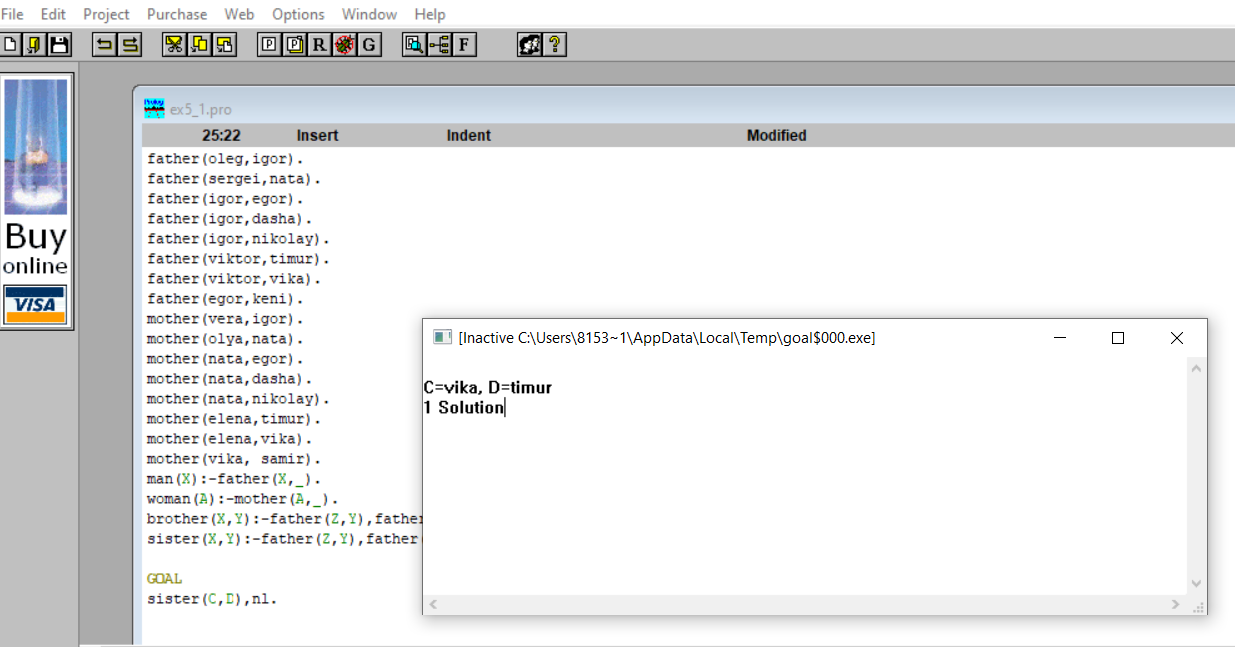 File Edit Project Purchase Web Options Window Help
P P R G F ?
Buy
online
VISA
ex5_1.pro
25:22 Insert Indent Modified
father(oleg,igor).
father(sergei,nata).
father(igor,egor).
father(igor,dasha).
father(igor,nikolay).
father(viktor,timur).
father(viktor,vika).
father(egor,keni).
mother(vera,igor).
mother(olya,nata).
mother(nata,egor).
mother(nata,dasha).
mother(nata,nikolay).
mother(elena,timur).
mother(elena,vika).
mother(vika, samir).
man(X):-father(X,_).
woman(A):-mother(A,_).
brother(X,Y):-father(Z,Y),father
sister(X,Y):-father(Z,Y),father(
GOAL
sister(C,D),nl.
[Inactive C:\Users\8153~1\AppData\Local\Temp\goal$000.exe]
C=vika, D=timur
1 Solution